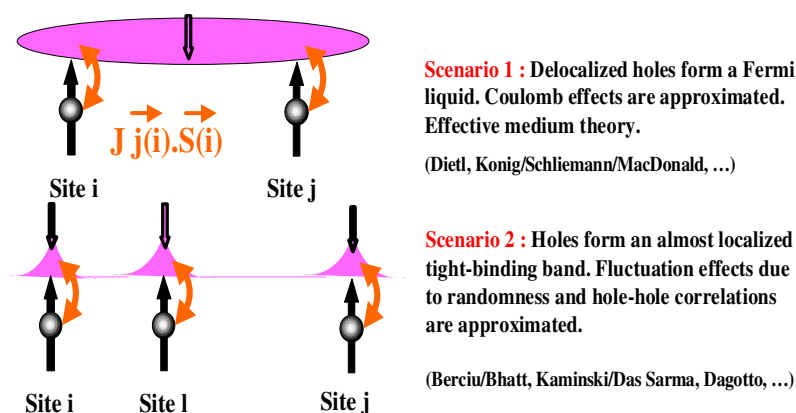 Scenario 1 : Delocalized holes form a Fermi
liquid. Coulomb effects are approximated.
Effective medium theory.
(Dietl, Konig/Schliemann/MacDonald, …)
J j(i).S(i)
Site i
Site j
Scenario 2 : Holes form an almost localized
tight-binding band. Fluctuation effects due
to randomness and hole-hole correlations
are approximated.
(Berciu/Bhatt, Kaminski/Das Sarma, Dagotto, …)
Site i
Site l
Site j